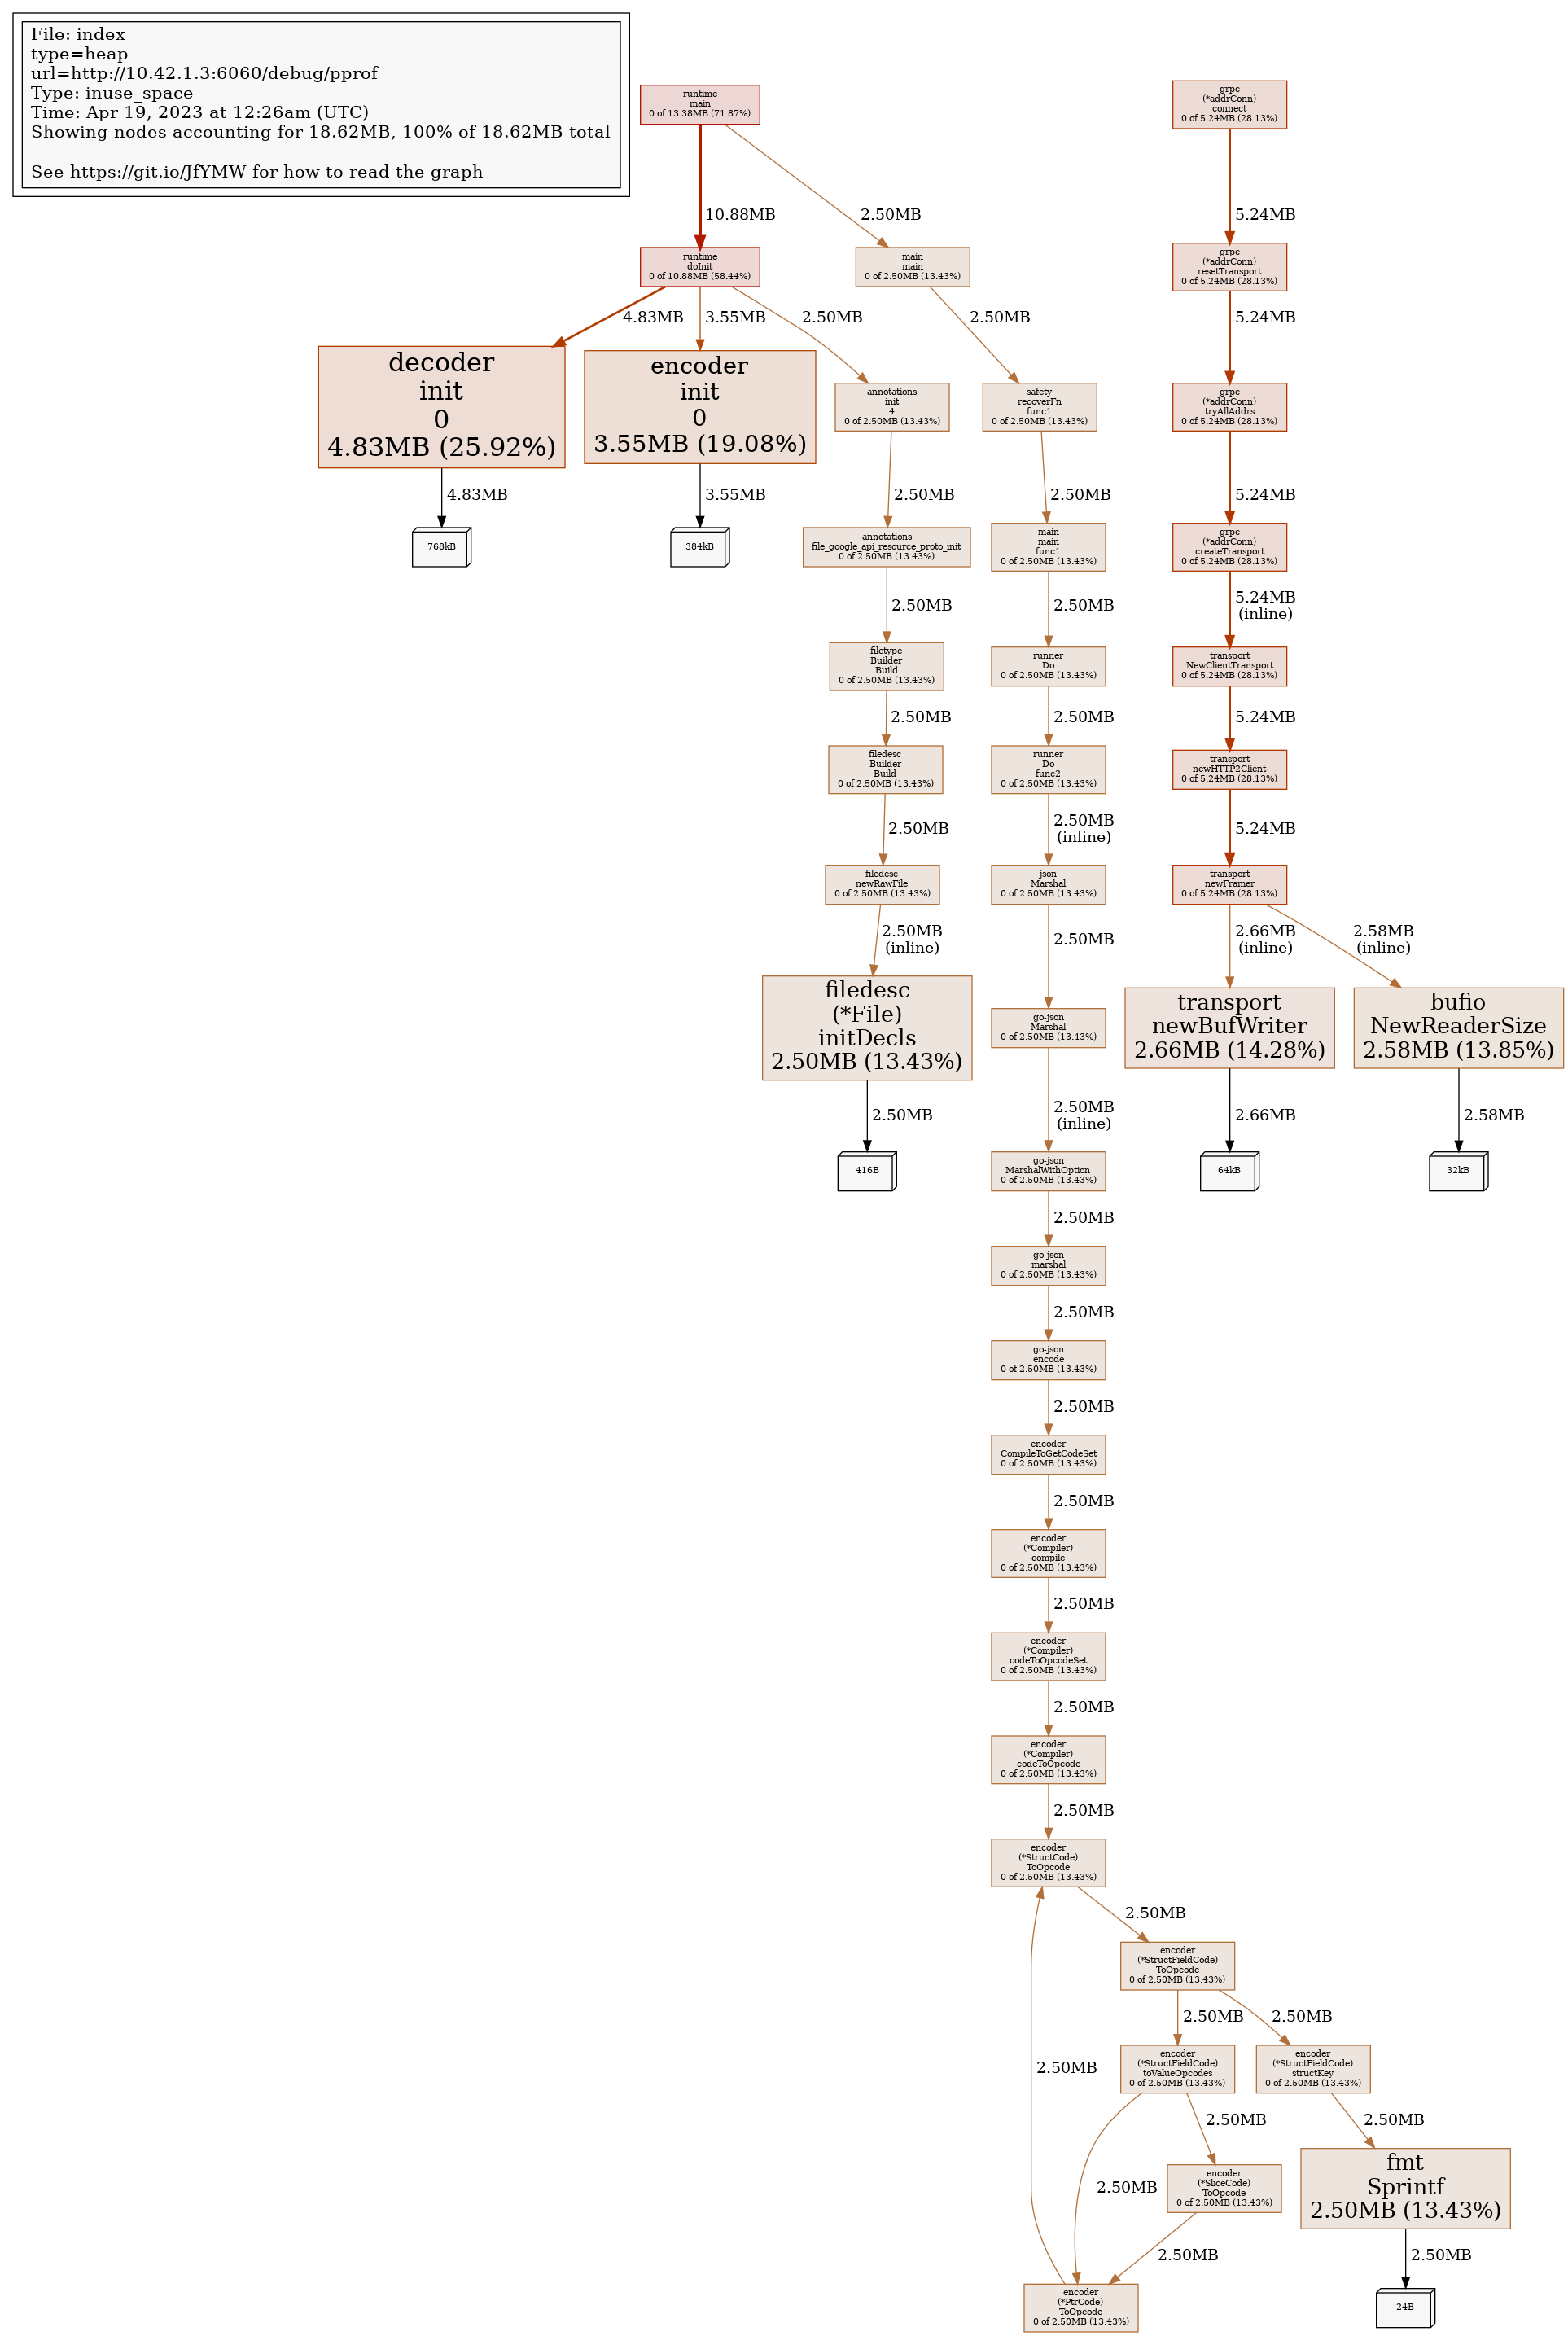 File: index
type=heap
url=http://10.42.1.3:6060/debug/pprof
Type: inuse_space
Time: Apr 19, 2023 at 12:26am (UTC)
Showing nodes accounting for 18.62MB, 100% of 18.62MB total
See https://git.io/JfYMW for how to read the graph
runtime
main
0 of 13.38MB (71.87%)
grpc
(*addrConn)
connect
0 of 5.24MB (28.13%)
10.88MB
2.50MB
5.24MB
runtime
doInit
0 of 10.88MB (58.44%)
main
main
0 of 2.50MB (13.43%)
grpc
(*addrConn)
resetTransport
0 of 5.24MB (28.13%)
4.83MB
3.55MB
2.50MB
2.50MB
5.24MB
decoder
init
0
4.83MB (25.92%)
encoder
init
0
3.55MB (19.08%)
annotations
init
4
0 of 2.50MB (13.43%)
safety
recoverFn
func1
0 of 2.50MB (13.43%)
grpc
(*addrConn)
tryAllAddrs
0 of 5.24MB (28.13%)
4.83MB
3.55MB
2.50MB
2.50MB
5.24MB
768kB
384kB
annotations
file_google_api_resource_proto_init
0 of 2.50MB (13.43%)
main
main
func1
0 of 2.50MB (13.43%)
grpc
(*addrConn)
createTransport
0 of 5.24MB (28.13%)
2.50MB
2.50MB
5.24MB
(inline)
filetype
Builder
Build
0 of 2.50MB (13.43%)
runner
Do
0 of 2.50MB (13.43%)
transport
NewClientTransport
0 of 5.24MB (28.13%)
2.50MB
2.50MB
5.24MB
filedesc
Builder
Build
0 of 2.50MB (13.43%)
runner
Do
func2
0 of 2.50MB (13.43%)
transport
newHTTP2Client
0 of 5.24MB (28.13%)
2.50MB
2.50MB
(inline)
5.24MB
filedesc
newRawFile
0 of 2.50MB (13.43%)
json
Marshal
0 of 2.50MB (13.43%)
transport
newFramer
0 of 5.24MB (28.13%)
2.50MB
(inline)
2.50MB
2.66MB
(inline)
2.58MB
(inline)
filedesc
(*File)
initDecls
2.50MB (13.43%)
go-json
Marshal
0 of 2.50MB (13.43%)
transport
newBufWriter
2.66MB (14.28%)
bufio
NewReaderSize
2.58MB (13.85%)
2.50MB
2.50MB
(inline)
2.66MB
2.58MB
416B
go-json
MarshalWithOption
0 of 2.50MB (13.43%)
64kB
32kB
2.50MB
go-json
marshal
0 of 2.50MB (13.43%)
2.50MB
go-json
encode
0 of 2.50MB (13.43%)
2.50MB
encoder
CompileToGetCodeSet
0 of 2.50MB (13.43%)
2.50MB
encoder
(*Compiler)
compile
0 of 2.50MB (13.43%)
2.50MB
encoder
(*Compiler)
codeToOpcodeSet
0 of 2.50MB (13.43%)
2.50MB
encoder
(*Compiler)
codeToOpcode
0 of 2.50MB (13.43%)
2.50MB
encoder
(*StructCode)
ToOpcode
0 of 2.50MB (13.43%)
2.50MB
encoder
(*StructFieldCode)
ToOpcode
0 of 2.50MB (13.43%)
2.50MB
2.50MB
2.50MB
encoder
(*StructFieldCode)
toValueOpcodes
0 of 2.50MB (13.43%)
encoder
(*StructFieldCode)
structKey
0 of 2.50MB (13.43%)
2.50MB
2.50MB
2.50MB
encoder
(*SliceCode)
ToOpcode
0 of 2.50MB (13.43%)
fmt
Sprintf
2.50MB (13.43%)
2.50MB
2.50MB
encoder
(*PtrCode)
ToOpcode
0 of 2.50MB (13.43%)
24B